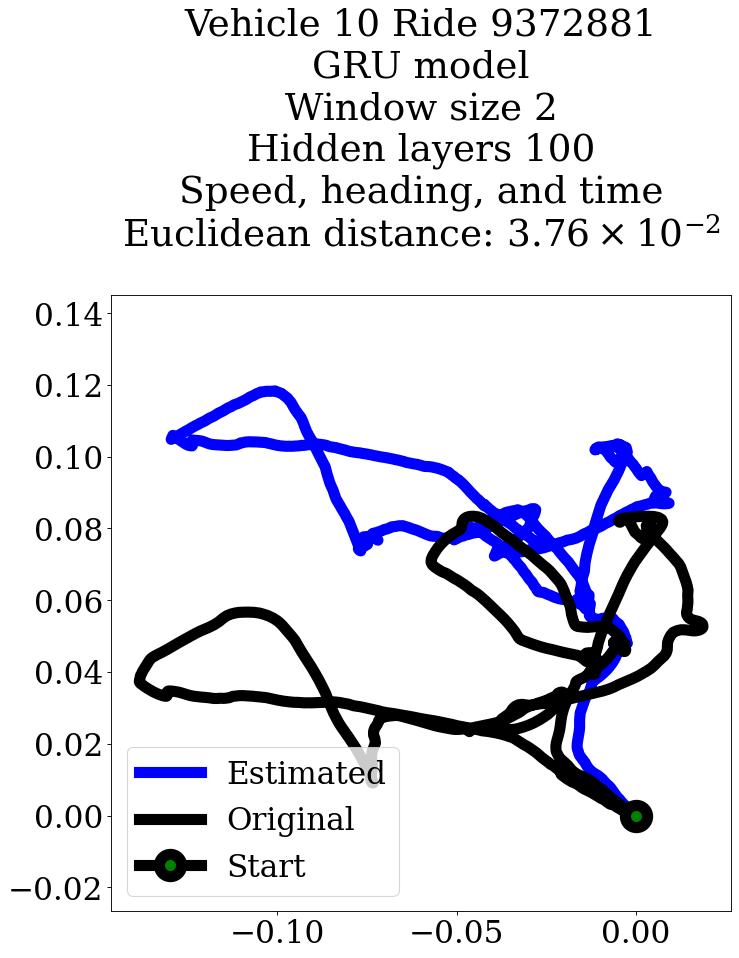 Vehicle 10 Ride 9372881
GRU model
Window size 2
Hidden layers 100
Speed, heading, and time
Euclidean distance: 3.76 × 10⁻²
0.14
0.12
0.10
0.08
0.06
0.04
0.02
0.00
−0.02
Estimated
Original
Start
−0.10 −0.05 0.00